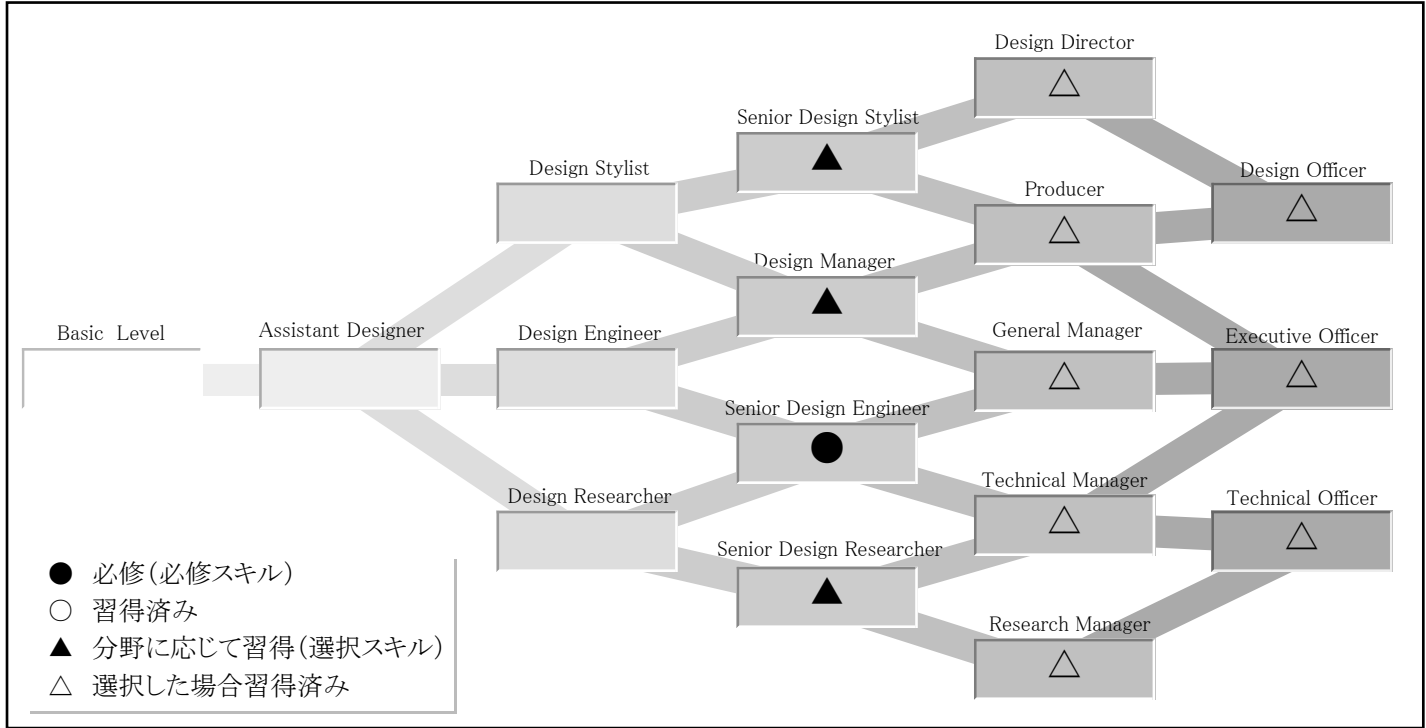 Design Director
Senior Design Stylist
Design Stylist
Design Officer
Producer
Design Manager
Basic Level
Assistant Designer
Design Engineer
General Manager
Executive Officer
Senior Design Engineer
Design Researcher
Technical Manager
Technical Officer
Senior Design Researcher
Research Manager
● 必修(必修スキル)
○ 習得済み
▲ 分野に応じて習得(選択スキル)
△ 選択した場合習得済み